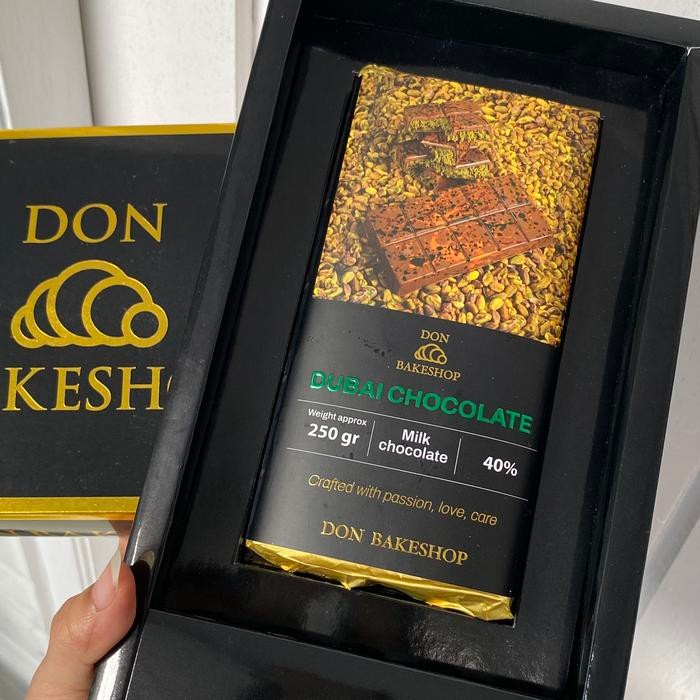 DON
KESH
DON
BAKESHOP
DUBAI CHOCOLATE
Weight approx
250 gr
Milk
chocolate
40%
Crafted with passion, love, care
DON BAKESHOP